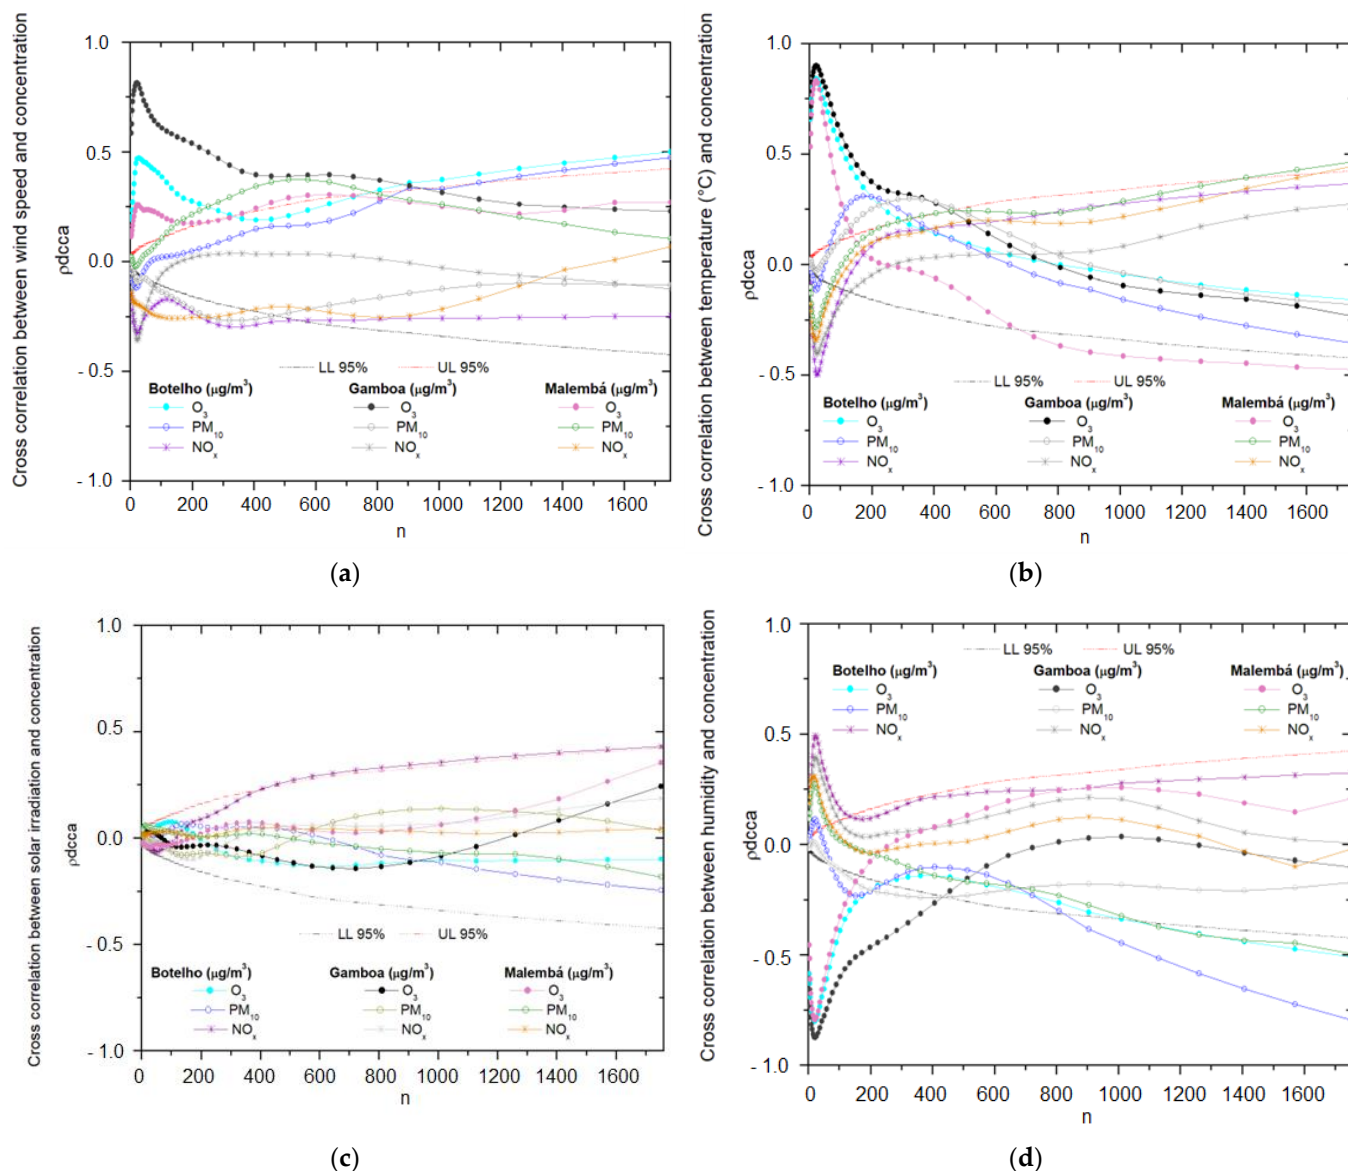 Cross correlation between wind speed and concentration
ρdcca
1.0
0.5
0.0
-0.5
-1.0
LL 95% UL 95%
Botelho (μg/m³) Gamboa (μg/m³) Malembá (μg/m³)
O₃ O₃ O₃
PM₁₀ PM₁₀ PM₁₀
NOₓ NOₓ NOₓ
0 200 400 600 800 1000 1200 1400 1600
n
(a)
Cross correlation between temperature (°C) and concentration
ρdcca
1.0
0.5
0.0
-0.5
-1.0
LL 95% UL 95%
Botelho (μg/m³) Gamboa (μg/m³) Malembá (μg/m³)
O₃ O₃ O₃
PM₁₀ PM₁₀ PM₁₀
NOₓ NOₓ NOₓ
0 200 400 600 800 1000 1200 1400 1600
n
(b)
Cross correlation between solar irradiation and concentration
ρdcca
1.0
0.5
0.0
-0.5
-1.0
LL 95% UL 95%
Botelho (μg/m³) Gamboa (μg/m³) Malembá (μg/m³)
O₃ O₃ O₃
PM₁₀ PM₁₀ PM₁₀
NOₓ NOₓ NOₓ
0 200 400 600 800 1000 1200 1400 1600
n
(c)
Cross correlation between humidity and concentration
ρdcca
1.0
0.5
0.0
-0.5
-1.0
LL 95% UL 95%
Botelho (μg/m³) Gamboa (μg/m³) Malembá (μg/m³)
O₃ O₃ O₃
PM₁₀ PM₁₀ PM₁₀
NOₓ NOₓ NOₓ
0 200 400 600 800 1000 1200 1400 1600
n
(d)